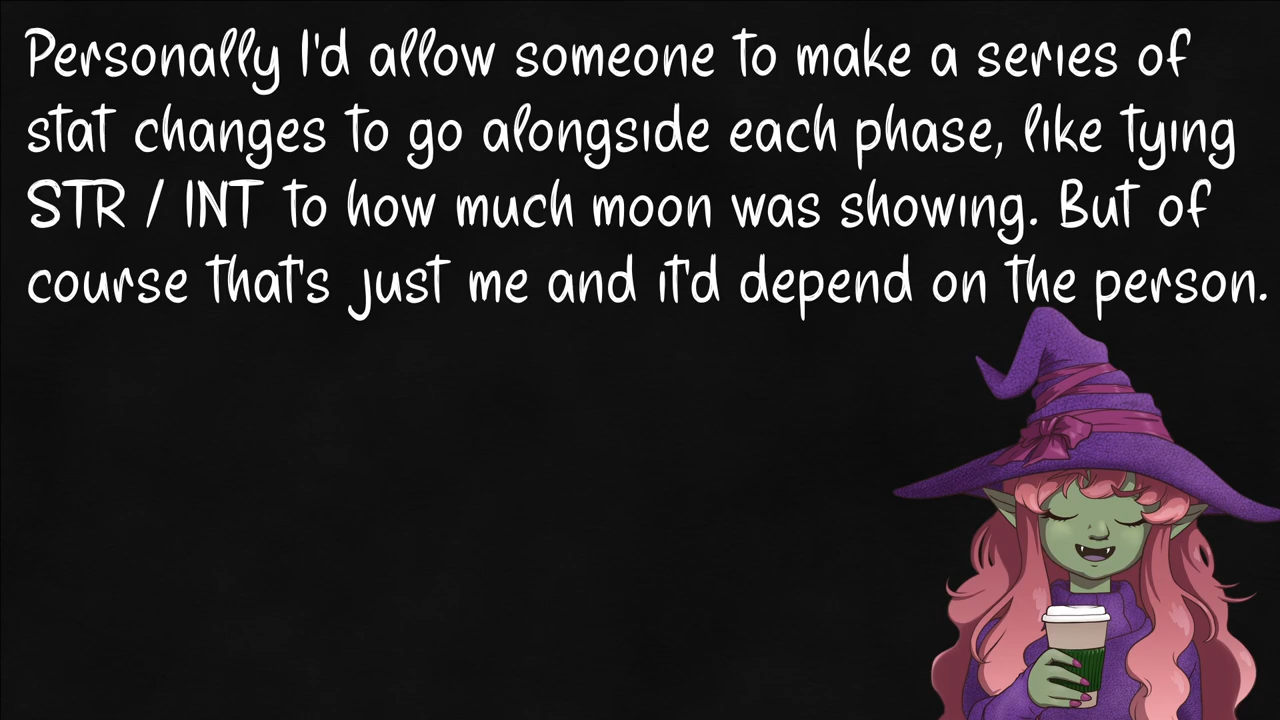 Personally I'd allow someone to make a series of
stat changes to go alongside each phase, like tying
STR / INT to how much moon was showing. But of
course that's just me and it'd depend on the person.